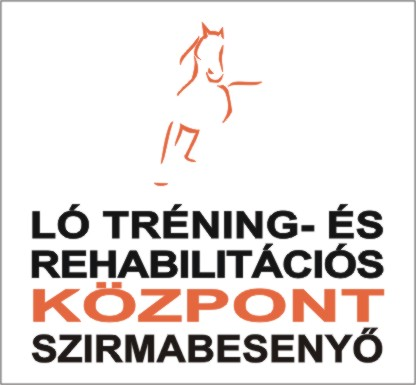 LÓ TRÉNING- ÉS
REHABILITÁCIÓS
KÖZPONT
SZIRMABESENYŐ